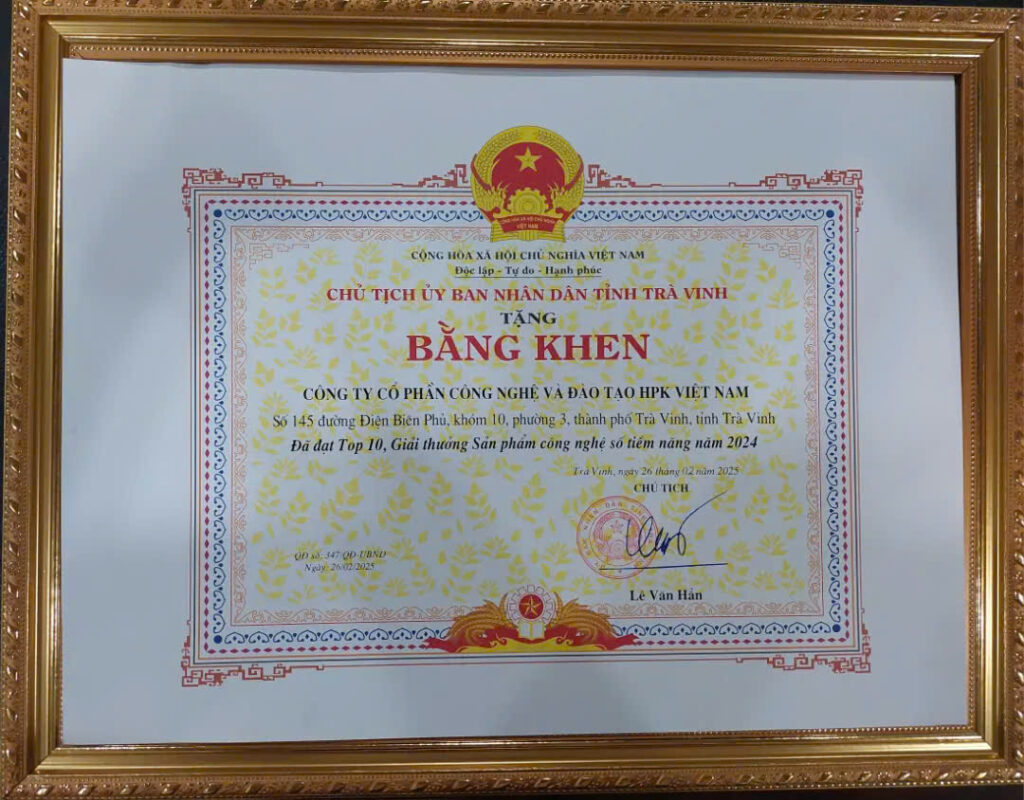 CỘNG HÒA XÃ HỘI CHỦ NGHĨA VIỆT NAM
Độc lập - Tự do - Hạnh phúc
CHỦ TỊCH ỦY BAN NHÂN DÂN TỈNH TRÀ VINH
TẶNG
BẰNG KHEN
CÔNG TY CỔ PHẦN CÔNG NGHỆ VÀ ĐÀO TẠO HPK VIỆT NAM
Số 145 đường Điện Biên Phủ, khóm 10, phường 3, thành phố Trà Vinh, tỉnh Trà Vinh
Đã đạt Top 10, Giải thưởng Sản phẩm công nghệ số tiềm năng năm 2024
Trà Vinh, ngày 26 tháng 02 năm 2025
CHỦ TỊCH
QĐ số: 347/QĐ-UBND
Ngày: 26/02/2025
Lê Văn Hẳn